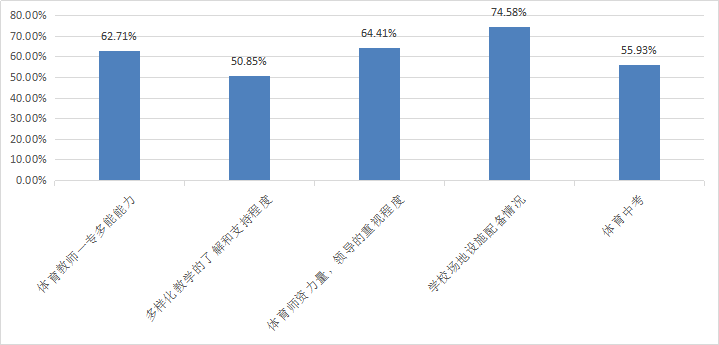 80.00%
70.00%
60.00%
50.00%
40.00%
30.00%
20.00%
10.00%
0.00%
62.71%
50.85%
64.41%
74.58%
55.93%
体育教师一专多能能力
多样化教学的了解和支持程度
体育师资力量，领导的重视程度
学校场地设施配备情况
体育中考